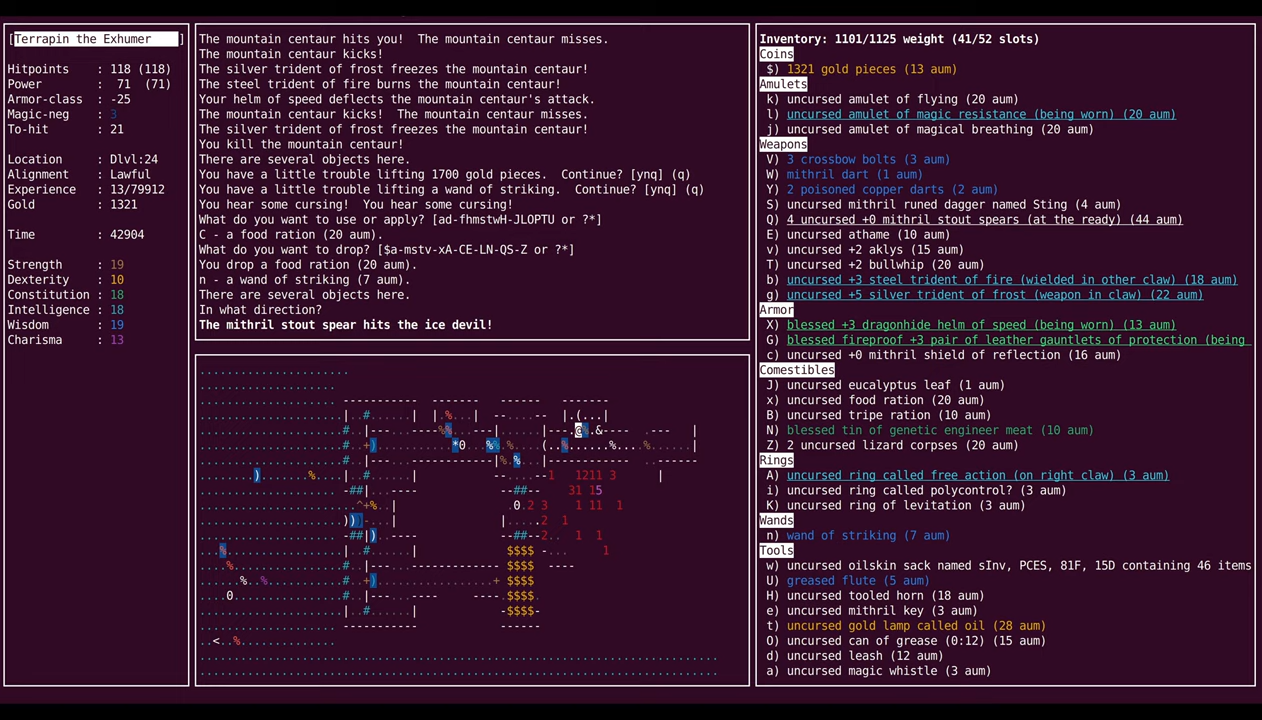 [Terrapin the Exhumer ]
Hitpoints : 118 (118)
Power : 71 (71)
Armor-class : -25
Magic-neg : 3
To-hit : 21
Location : Dlvl:24
Alignment : Lawful
Experience : 13/79912
Gold : 1321
Time : 42904
Strength : 19
Dexterity : 10
Constitution : 18
Intelligence : 18
Wisdom : 19
Charisma : 13
The mountain centaur hits you! The mountain centaur misses.
The mountain centaur kicks!
The silver trident of frost freezes the mountain centaur!
The steel trident of fire burns the mountain centaur!
Your helm of speed deflects the mountain centaur's attack.
The mountain centaur kicks! The mountain centaur misses.
The silver trident of frost freezes the mountain centaur!
You kill the mountain centaur!
There are several objects here.
You have a little trouble lifting 1700 gold pieces. Continue? [ynq] (q)
You have a little trouble lifting a wand of striking. Continue? [ynq] (q)
You hear some cursing! You hear some cursing!
What do you want to use or apply? [ad-fhmstwH-JLOPTU or ?*]
C - a food ration (20 aum).
What do you want to drop? [$a-mstv-xA-CE-LN-QS-Z or ?*]
You drop a food ration (20 aum).
n - a wand of striking (7 aum).
There are several objects here.
In what direction?
The mithril stout spear hits the ice devil!
Inventory: 1101/1125 weight (41/52 slots)
Coins
$) 1321 gold pieces (13 aum)
Amulets
k) uncursed amulet of flying (20 aum)
l) uncursed amulet of magic resistance (being worn) (20 aum)
j) uncursed amulet of magical breathing (20 aum)
Weapons
V) 3 crossbow bolts (3 aum)
W) mithril dart (1 aum)
Y) 2 poisoned copper darts (2 aum)
S) uncursed mithril runed dagger named Sting (4 aum)
Q) 4 uncursed +0 mithril stout spears (at the ready) (44 aum)
E) uncursed athame (10 aum)
v) uncursed +2 aklys (15 aum)
T) uncursed +2 bullwhip (20 aum)
b) uncursed +3 steel trident of fire (wielded in other claw) (18 aum)
g) uncursed +5 silver trident of frost (weapon in claw) (22 aum)
Armor
X) blessed +3 dragonhide helm of speed (being worn) (13 aum)
G) blessed fireproof +3 pair of leather gauntlets of protection (being
c) uncursed +0 mithril shield of reflection (16 aum)
Comestibles
J) uncursed eucalyptus leaf (1 aum)
x) uncursed food ration (20 aum)
B) uncursed tripe ration (10 aum)
N) blessed tin of genetic engineer meat (10 aum)
Z) 2 uncursed lizard corpses (20 aum)
Rings
A) uncursed ring called free action (on right claw) (3 aum)
i) uncursed ring called polycontrol? (3 aum)
K) uncursed ring of levitation (3 aum)
Wands
n) wand of striking (7 aum)
Tools
w) uncursed oilskin sack named sInv, PCES, 81F, 15D containing 46 items
U) greased flute (5 aum)
H) uncursed tooled horn (18 aum)
e) uncursed mithril key (3 aum)
t) uncursed gold lamp called oil (28 aum)
O) uncursed can of grease (0:12) (15 aum)
d) uncursed leash (12 aum)
a) uncursed magic whistle (3 aum)